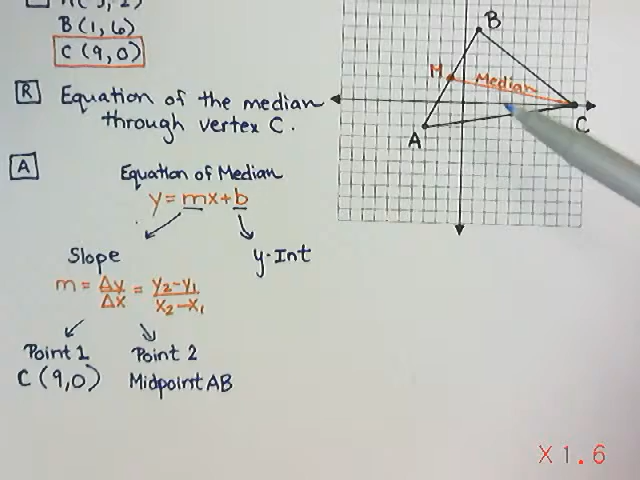 B (1, 6)
C (9, 0)
R Equation of the median
through vertex C.
A
Equation of Median
y = mx + b
Slope
y-Int
m = Δy/Δx = y₂-y₁/x₂-x₁
Point 1
Point 2
C (9,0)
Midpoint AB
B
M
Median
C
A
X1.6